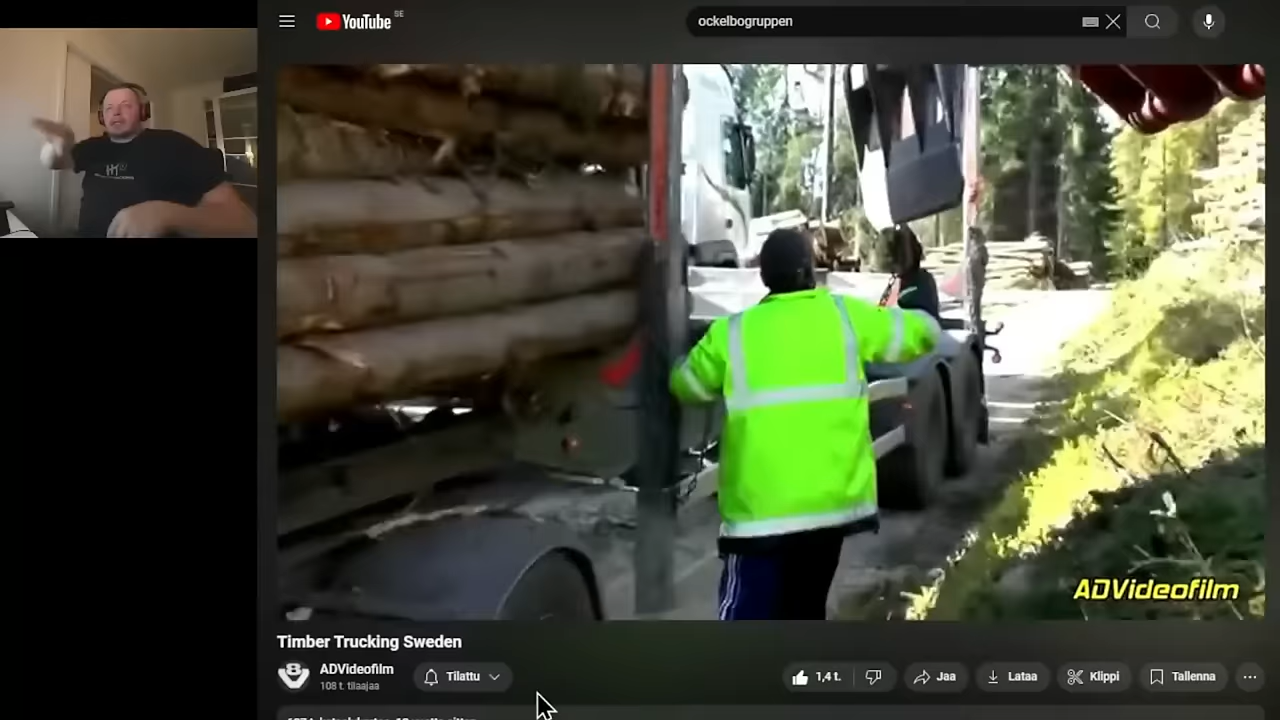 YouTube SE
ockelbogruppen
ADVideofilm
Timber Trucking Sweden
ADVideofilm
108 t. tilaajaa
Tilattu
1,4 t.
Jaa
Lataa
Klippi
Tallenna